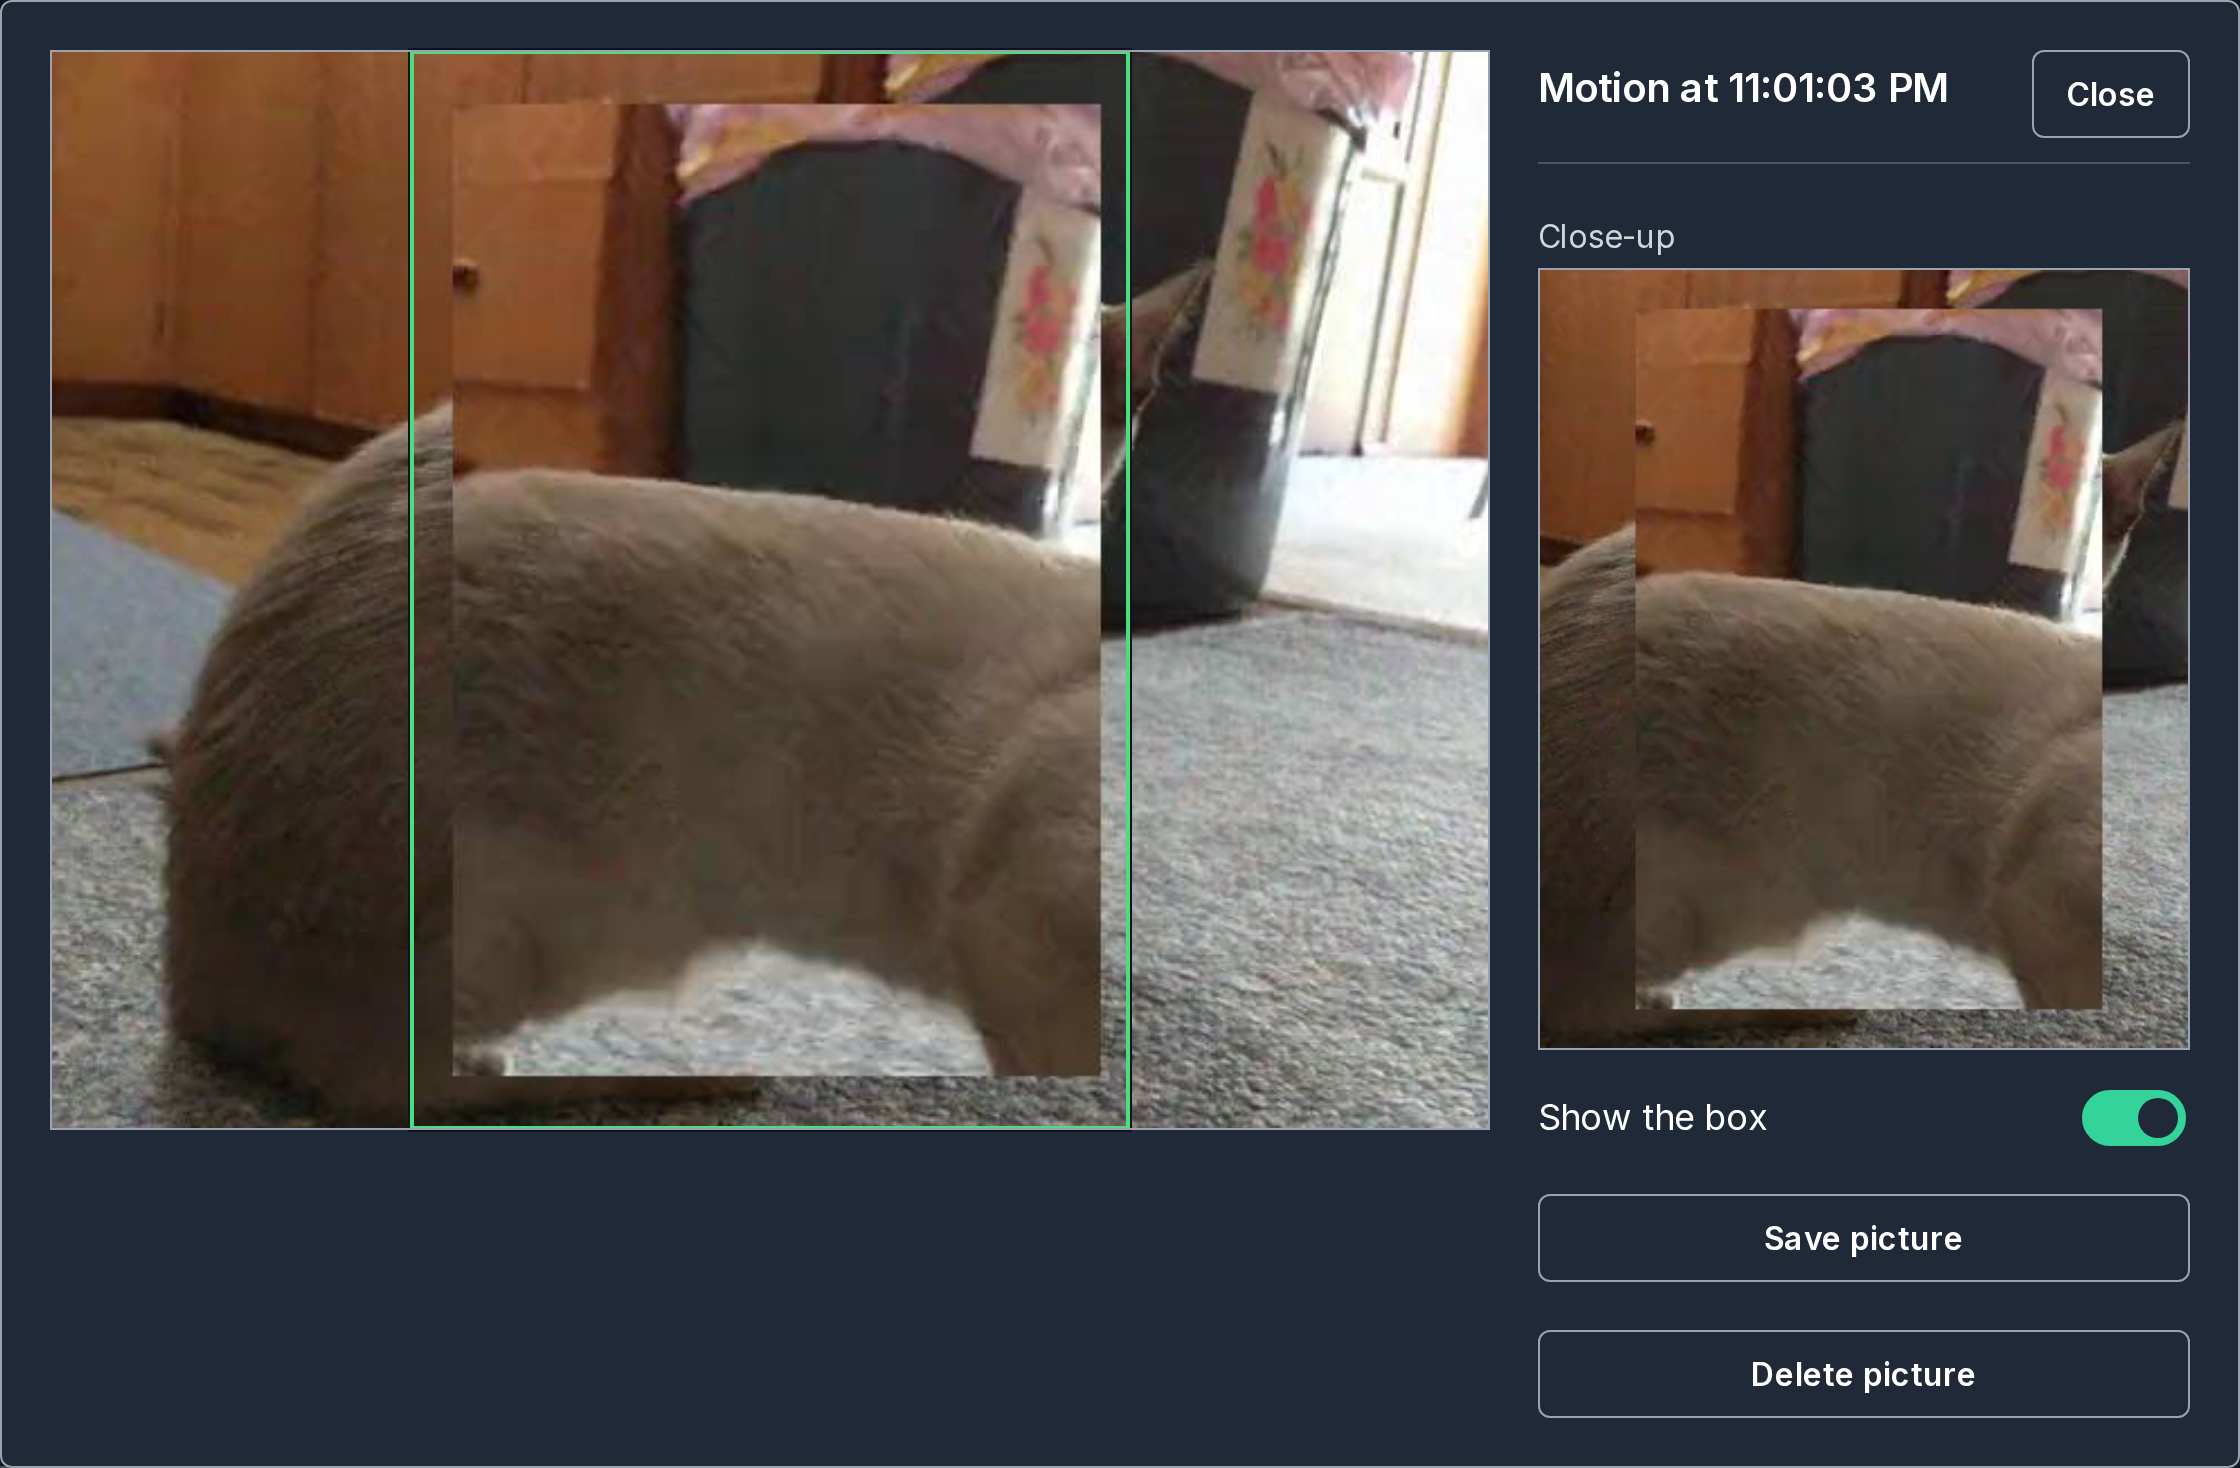 Motion at 11:01:03 PM
Close
Close-up
Show the box
Save picture
Delete picture